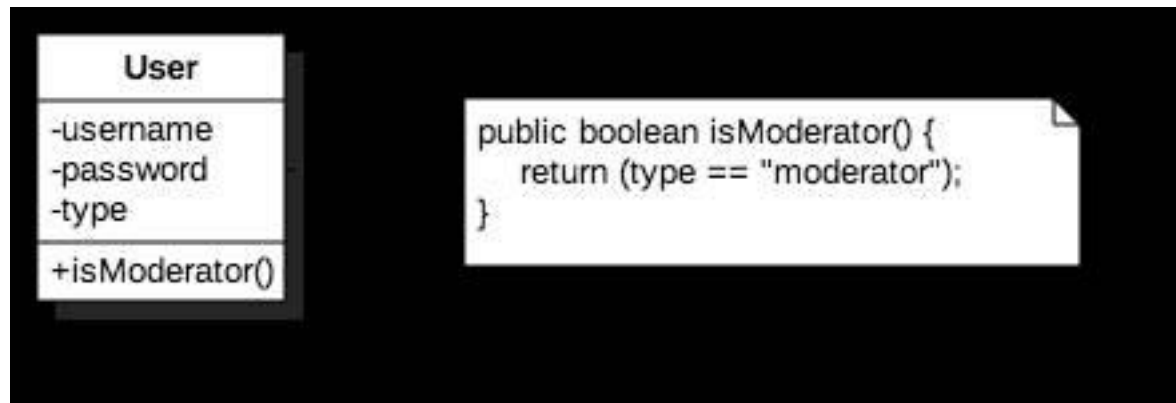 User
-username
-password
-type
+isModerator()
public boolean isModerator() {
return (type == "moderator");
}